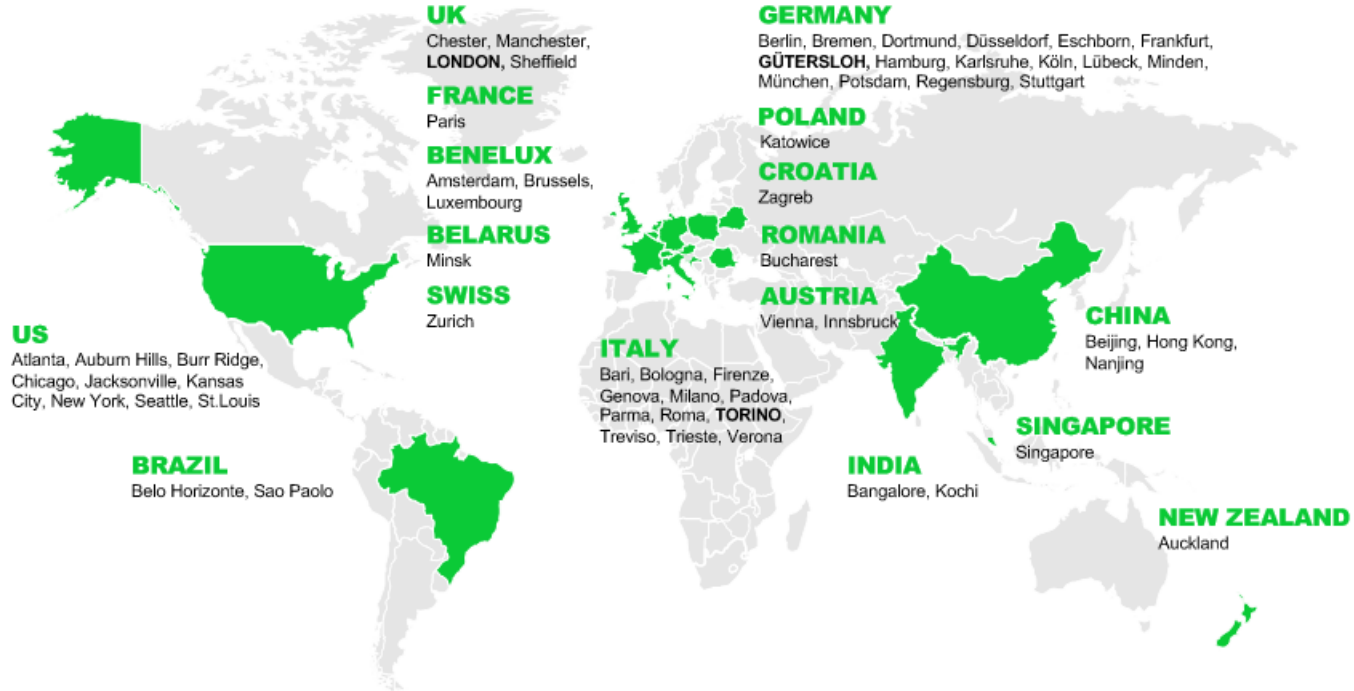 UK
Chester, Manchester,
LONDON, Sheffield
FRANCE
Paris
BENELUX
Amsterdam, Brussels,
Luxembourg
BELARUS
Minsk
SWISS
Zurich
GERMANY
Berlin, Bremen, Dortmund, Düsseldorf, Eschborn, Frankfurt,
GÜTERSLOH, Hamburg, Karlsruhe, Köln, Lübeck, Minden,
München, Potsdam, Regensburg, Stuttgart
POLAND
Katowice
CROATIA
Zagreb
ROMANIA
Bucharest
AUSTRIA
Vienna, Innsbruck
US
Atlanta, Auburn Hills, Burr Ridge,
Chicago, Jacksonville, Kansas
City, New York, Seattle, St.Louis
BRAZIL
Belo Horizonte, Sao Paolo
ITALY
Bari, Bologna, Firenze,
Genova, Milano, Padova,
Parma, Roma, TORINO,
Treviso, Trieste, Verona
CHINA
Beijing, Hong Kong,
Nanjing
SINGAPORE
Singapore
INDIA
Bangalore, Kochi
NEW ZEALAND
Auckland